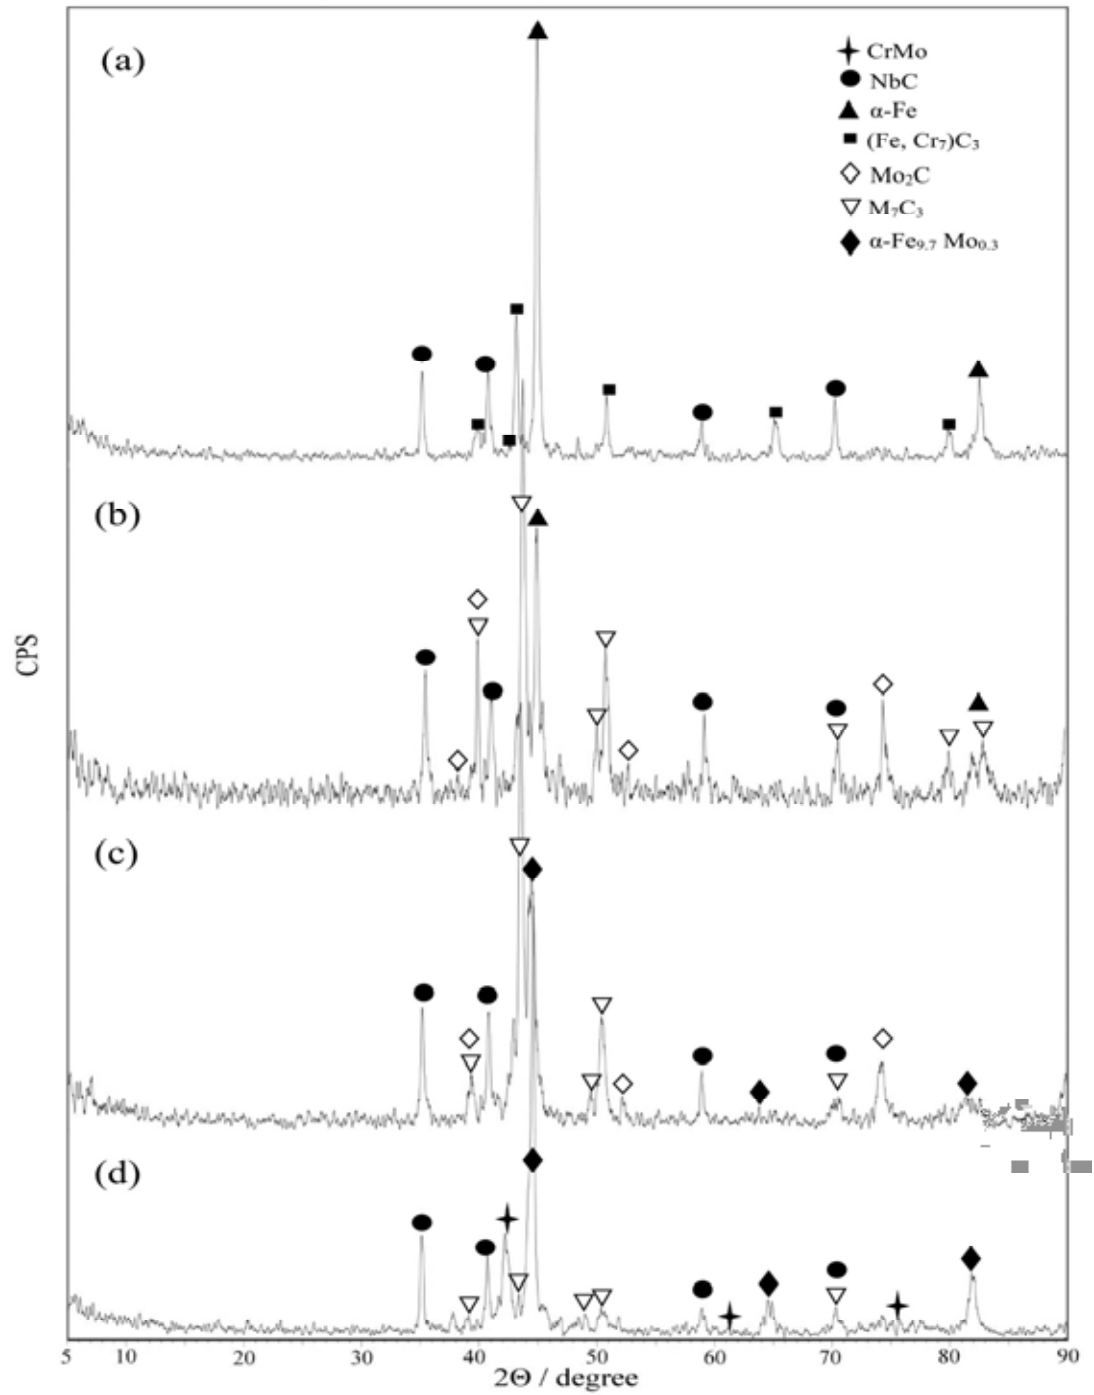 (a)
CrMo
NbC
α-Fe
(Fe, Cr₇)C₃
Mo₂C
M₇C₃
α-Fe₉.₇ Mo₀.₃
(b)
CPS
(c)
(d)
5 10 20 30 40 50 60 70 80 90
2Θ / degree